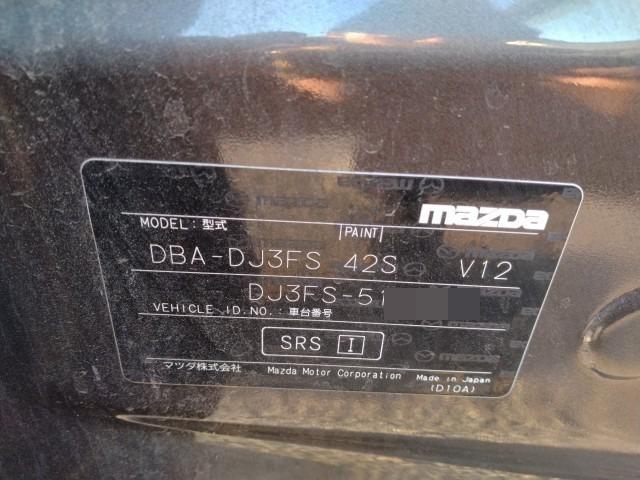 mazda
MODEL: 型式 PAINT
DBA-DJ3FS 42S V12
DJ3FS-51
VEHICLE I.D.NO.: 車台番号
SRS I
マツダ株式会社 Mazda Motor Corporation Made in Japan
(D10A)